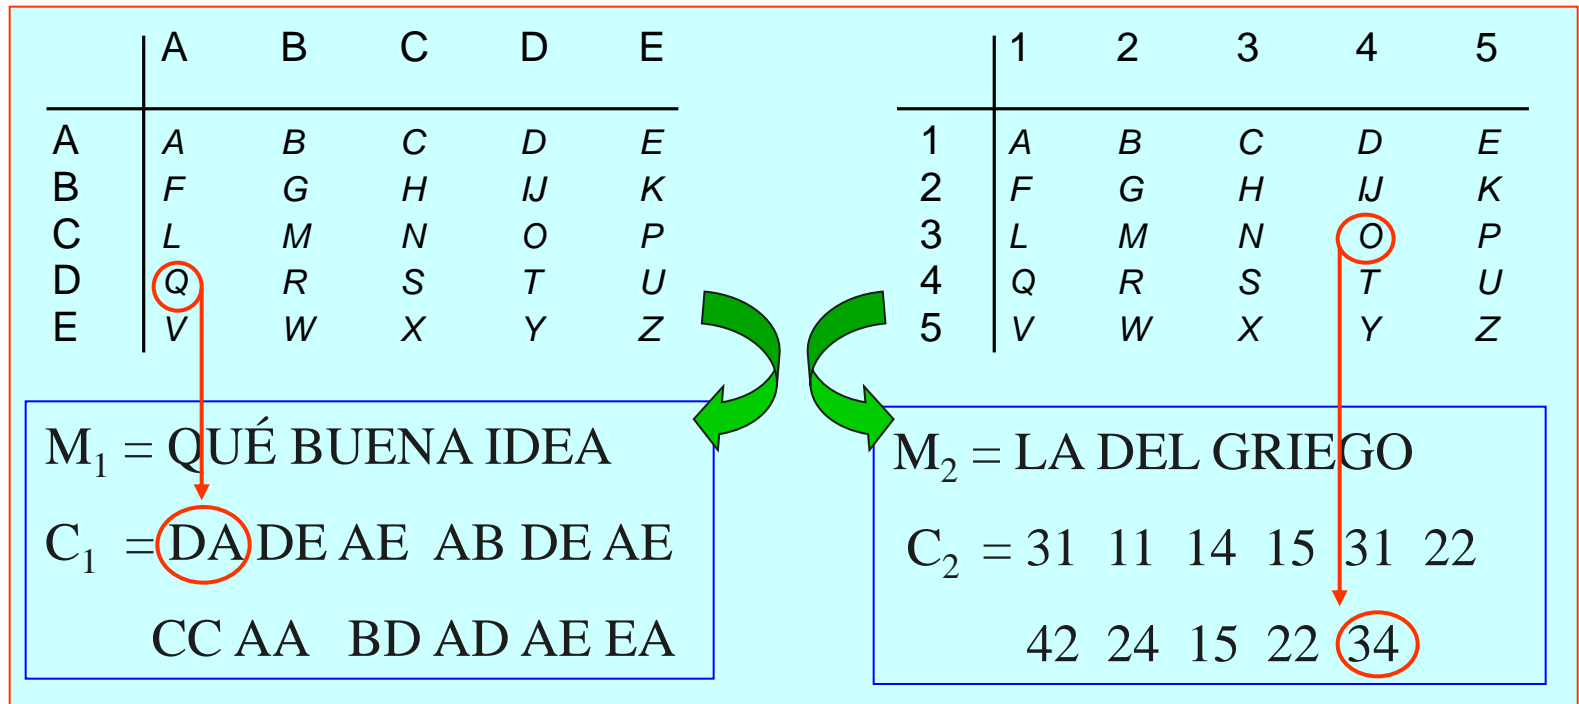 A B C D E
A A B C D E
B F G H IJ K
C L M N O P
D Q R S T U
E V W X Y Z
M1 = QUÉ BUENA IDEA
C1 = DA DE AE AB DE AE
CC AA BD AD AE EA
1 2 3 4 5
1 A B C D E
2 F G H IJ K
3 L M N O P
4 Q R S T U
5 V W X Y Z
M2 = LA DEL GRIEGO
C2 = 31 11 14 15 31 22
42 24 15 22 34